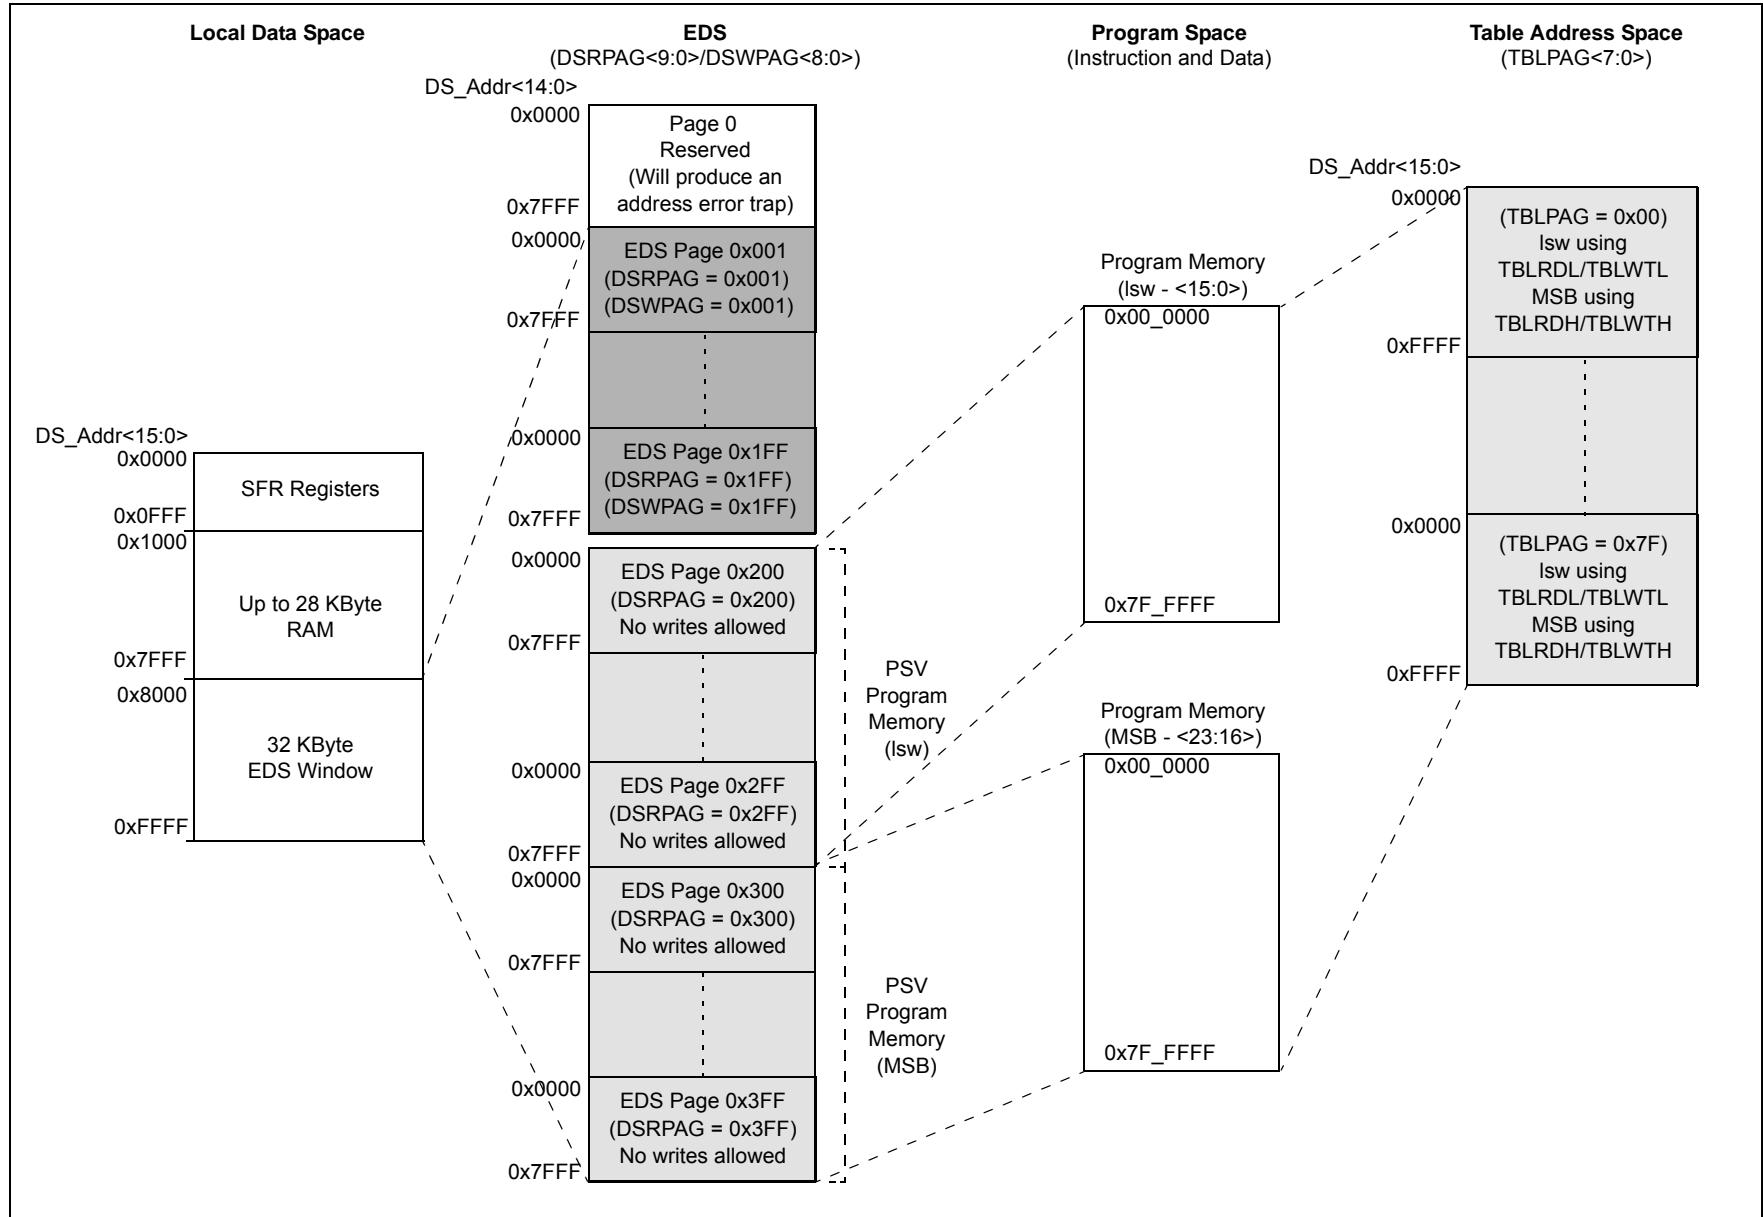 Local Data Space
DS_Addr<15:0>
0x0000
SFR Registers
0x0FFF
0x1000
Up to 28 KByte
RAM
0x7FFF
0x8000
32 KByte
EDS Window
0xFFFF
EDS
(DSRPAG<9:0>/DSWPAG<8:0>)
DS_Addr<14:0>
0x0000
Page 0
Reserved
(Will produce an
address error trap)
0x7FFF
0x0000
EDS Page 0x001
(DSRPAG = 0x001)
(DSWPAG = 0x001)
0x7FFF
0x0000
EDS Page 0x1FF
(DSRPAG = 0x1FF)
(DSWPAG = 0x1FF)
0x7FFF
0x0000
EDS Page 0x200
(DSRPAG = 0x200)
No writes allowed
0x7FFF
PSV
Program
Memory
(lsw)
0x0000
EDS Page 0x2FF
(DSRPAG = 0x2FF)
No writes allowed
0x7FFF
0x0000
EDS Page 0x300
(DSRPAG = 0x300)
No writes allowed
0x7FFF
PSV
Program
Memory
(MSB)
0x0000
EDS Page 0x3FF
(DSRPAG = 0x3FF)
No writes allowed
0x7FFF
Program Space
(Instruction and Data)
Program Memory
(lsw - <15:0>)
0x00_0000
0x7F_FFFF
Program Memory
(MSB - <23:16>)
0x00_0000
0x7F_FFFF
Table Address Space
(TBLPAG<7:0>)
DS_Addr<15:0>
0x0000
(TBLPAG = 0x00)
lsw using
TBLRDL/TBLWTL
MSB using
TBLRDH/TBLWTH
0xFFFF
0x0000
(TBLPAG = 0x7F)
lsw using
TBLRDL/TBLWTL
MSB using
TBLRDH/TBLWTH
0xFFFF